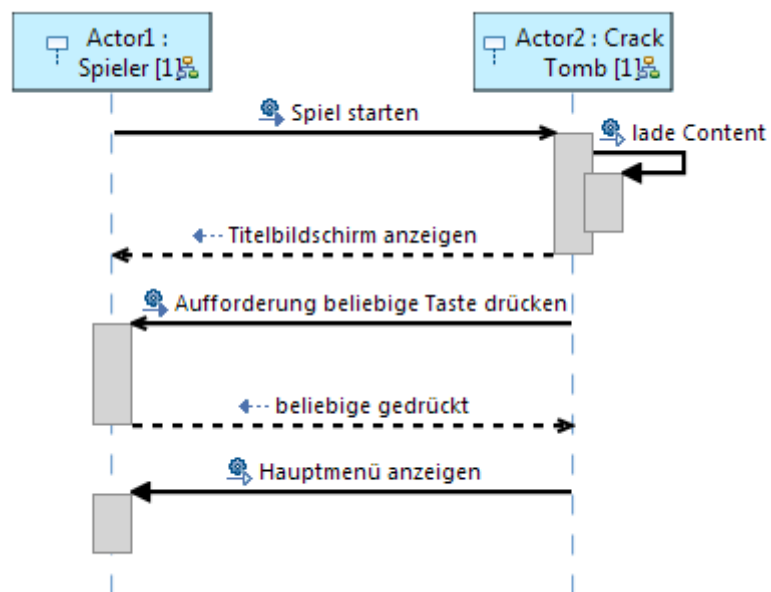 Actor1 :
Spieler [1]
Actor2 : Crack
Tomb [1]
Spiel starten
lade Content
Titelbildschirm anzeigen
Aufforderung beliebige Taste drücken
beliebige gedrückt
Hauptmenü anzeigen